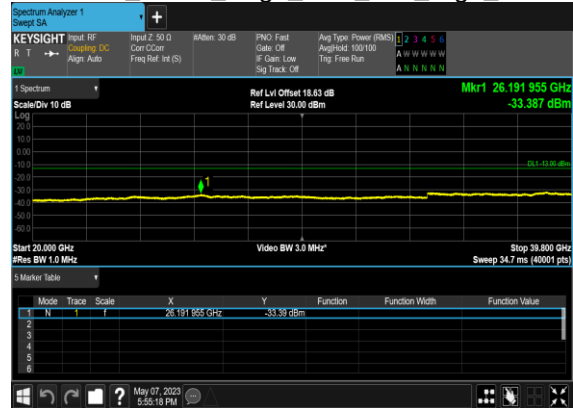 Spectrum Analyzer 1
Swept SA
+
KEYSIGHT Input: RF Input Z: 50 Ω #Atten: 30 dB PNO: Fast Avg Type: Power (RMS) 1 2 3 4 5 6
R T Coupling: DC Corr CCorr Gate: Off Avg|Hold: 100/100 A W W W W W
Align: Auto Freq Ref: Int (S) IF Gain: Low Trig: Free Run
Sig Track: Off A N N N N N
1 Spectrum Ref Lvl Offset 18.63 dB Mkr1 26.191 955 GHz
Scale/Div 10 dB Ref Level 30.00 dBm -33.387 dBm
Log
20.0
10.0
0.00
-10.0 DL1 -13.00 dBm
-20.0
-30.0 1
-40.0
-50.0
-60.0
Start 20.000 GHz Video BW 3.0 MHz* Stop 39.800 GHz
#Res BW 1.0 MHz Sweep 34.7 ms (40001 pts)
5 Marker Table
Mode Trace Scale X Y Function Function Width Function Value
1 N 1 f 26.191 955 GHz -33.39 dBm
2
3
4
5
6
? May 07, 2023
5:55:18 PM